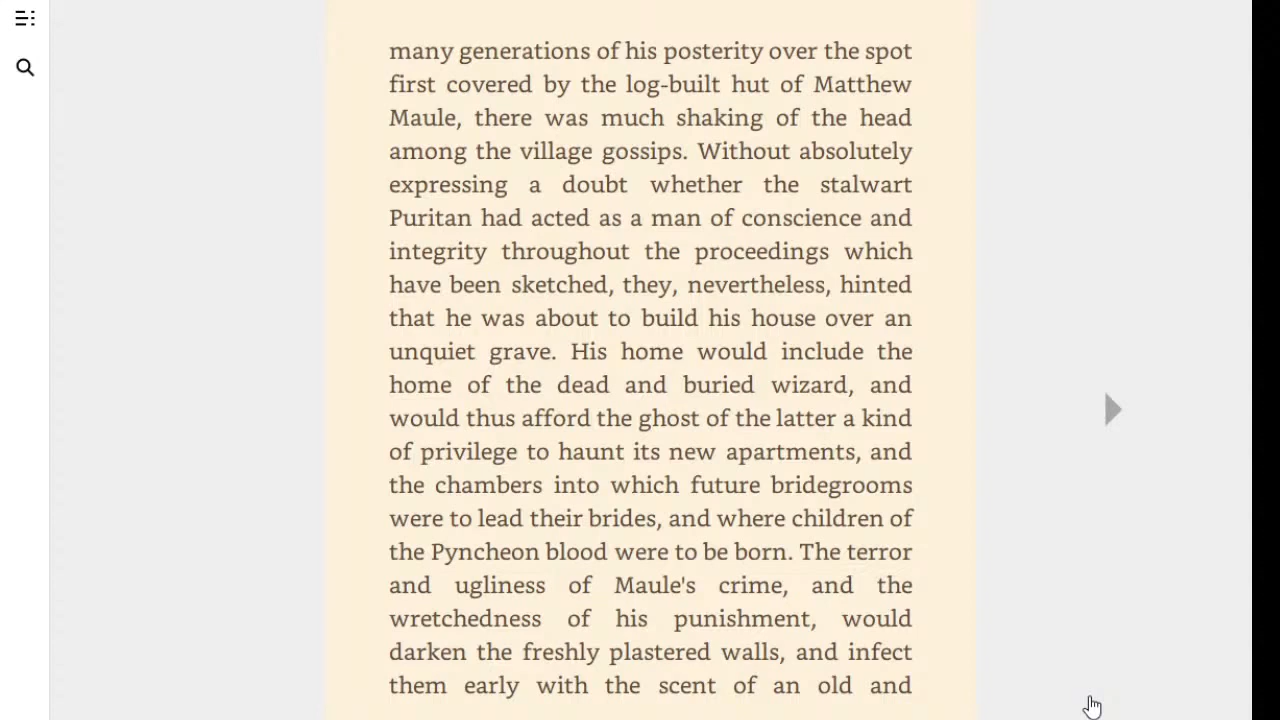 many generations of his posterity over the spot
first covered by the log-built hut of Matthew
Maule, there was much shaking of the head
among the village gossips. Without absolutely
expressing a doubt whether the stalwart
Puritan had acted as a man of conscience and
integrity throughout the proceedings which
have been sketched, they, nevertheless, hinted
that he was about to build his house over an
unquiet grave. His home would include the
home of the dead and buried wizard, and
would thus afford the ghost of the latter a kind
of privilege to haunt its new apartments, and
the chambers into which future bridegrooms
were to lead their brides, and where children of
the Pyncheon blood were to be born. The terror
and ugliness of Maule's crime, and the
wretchedness of his punishment, would
darken the freshly plastered walls, and infect
them early with the scent of an old and